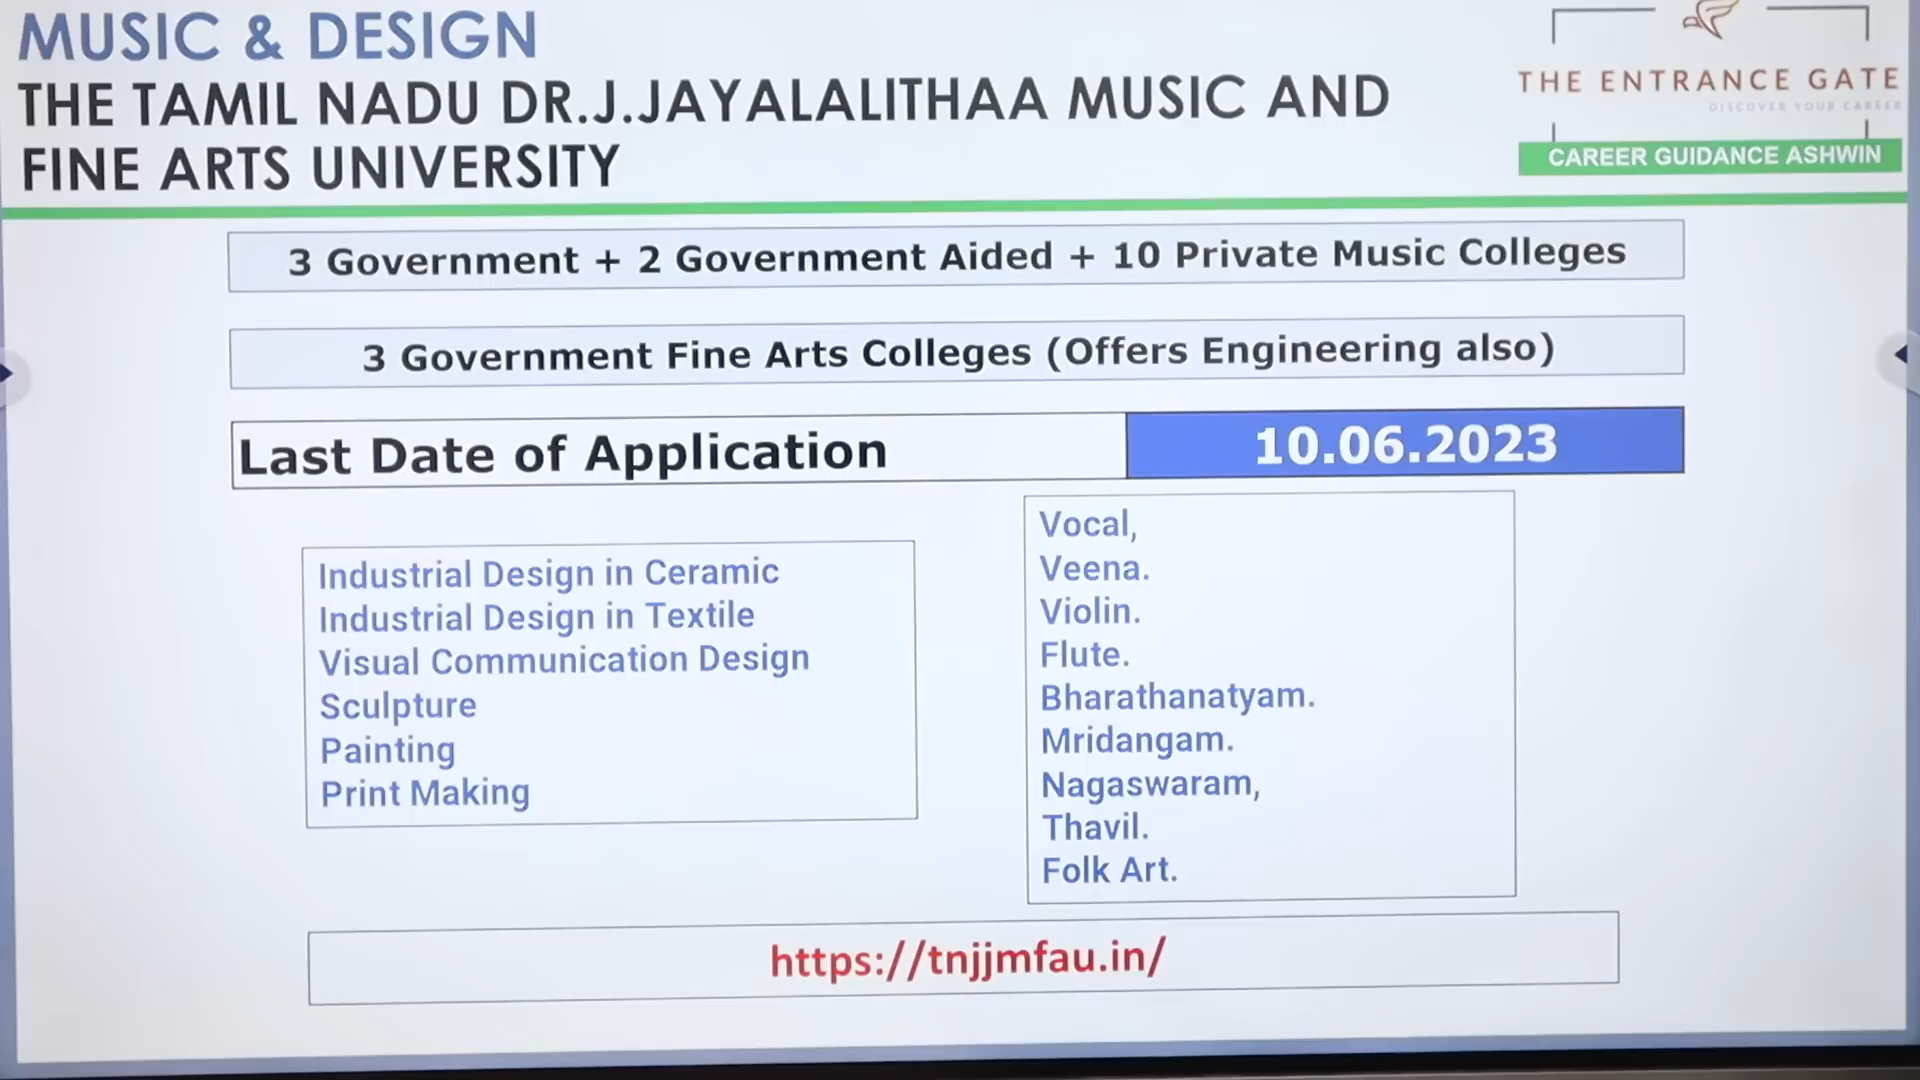 MUSIC & DESIGN
THE TAMIL NADU DR.J.JAYALALITHAA MUSIC AND
FINE ARTS UNIVERSITY
THE ENTRANCE GATE
DISCOVER YOUR CAREER
CAREER GUIDANCE ASHWIN
3 Government + 2 Government Aided + 10 Private Music Colleges
3 Government Fine Arts Colleges (Offers Engineering also)
Last Date of Application
10.06.2023
Industrial Design in Ceramic
Industrial Design in Textile
Visual Communication Design
Sculpture
Painting
Print Making
Vocal,
Veena.
Violin.
Flute.
Bharathanatyam.
Mridangam.
Nagaswaram,
Thavil.
Folk Art.
https://tnjjmfau.in/